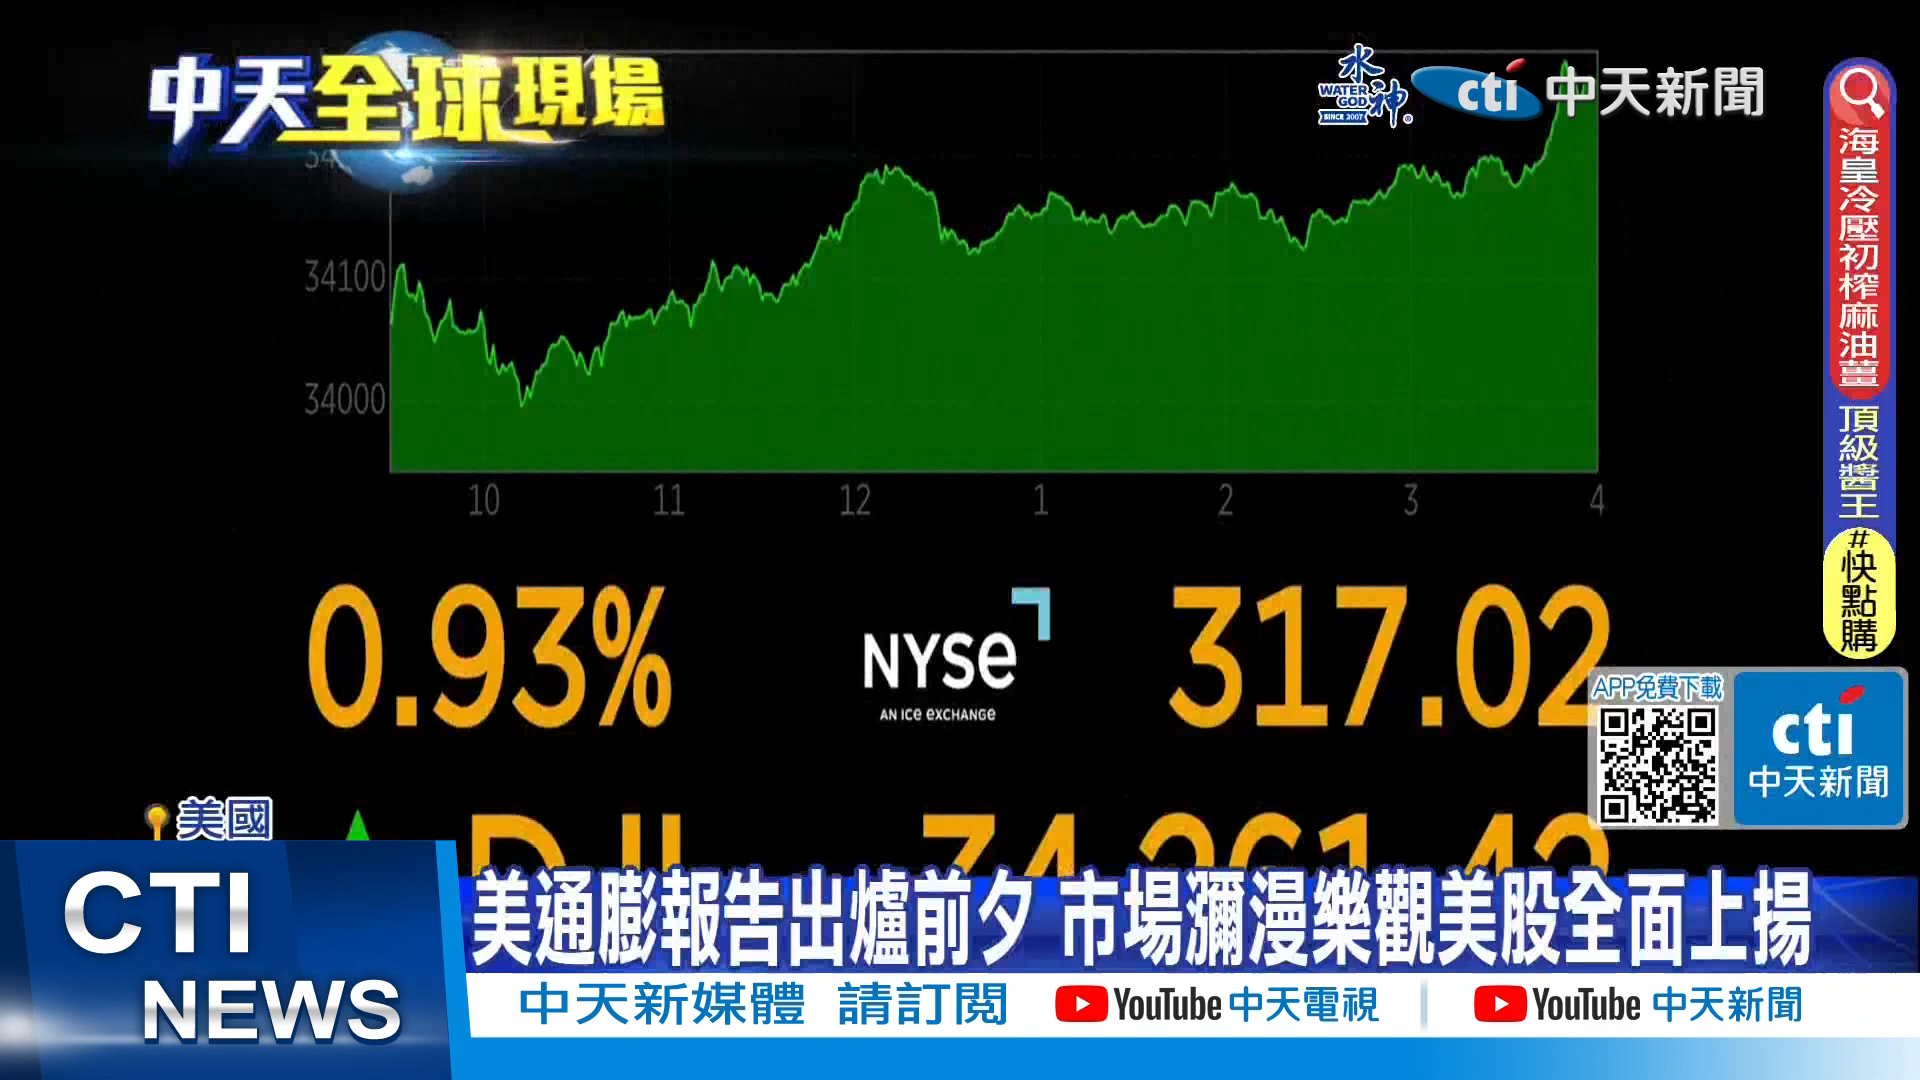 中天全球現場
水神
WATER GOD
SINCE 2007
cti 中天新聞
海皇冷壓初榨麻油薑
頂級醬王
#快點購
34100
34000
10 11 12 1 2 3 4
0.93%
NYSE
AN ICE EXCHANGE
317.02
APP免費下載
cti
中天新聞
美國
CTI NEWS
美通膨報告出爐前夕 市場瀰漫樂觀美股全面上揚
中天新媒體 請訂閱 YouTube 中天電視 YouTube 中天新聞